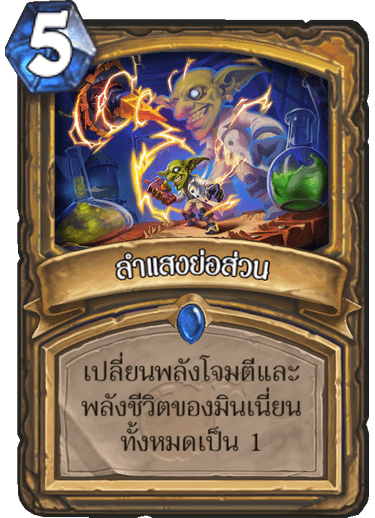 5
ลำแสงย่อส่วน
เปลี่ยนพลังโจมตีและ
พลังชีวิตของมินเนี่ยน
ทั้งหมดเป็น 1